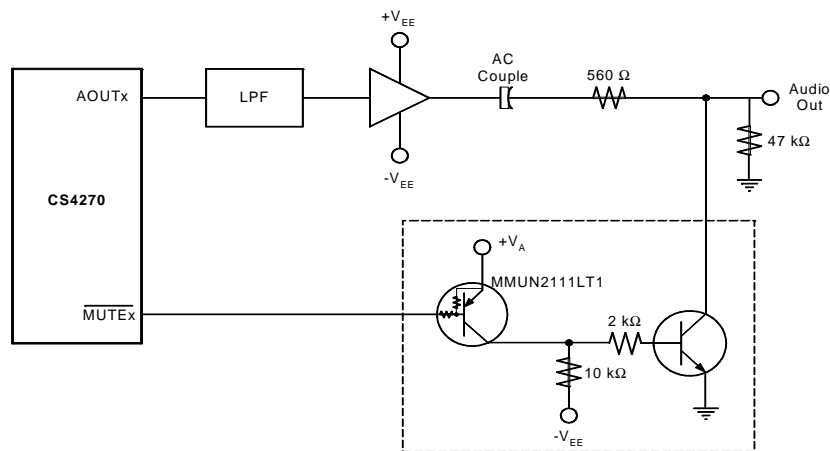 +VEE
AC
Couple
560 Ω
AOUTx
LPF
Audio
Out
47 kΩ
-VEE
CS4270
+VA
MMUN2111LT1
MUTEx
2 kΩ
10 kΩ
-VEE